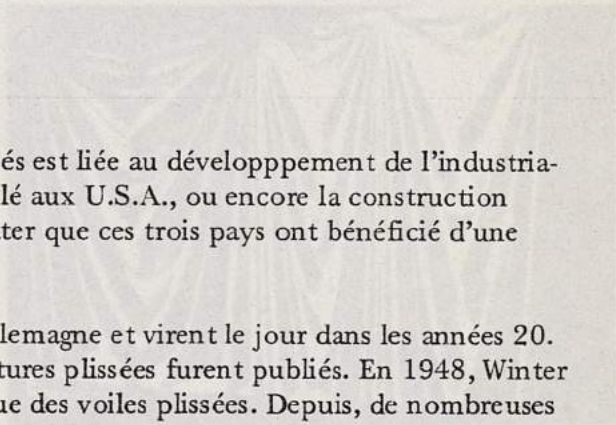 és est liée au développpement de l'industria-
lé aux U.S.A., ou encore la construction
ter que ces trois pays ont bénéficié d'une
lemagne et virent le jour dans les années 20.
tures plissées furent publiés. En 1948, Winter
ue des voiles plissées. Depuis, de nombreuses